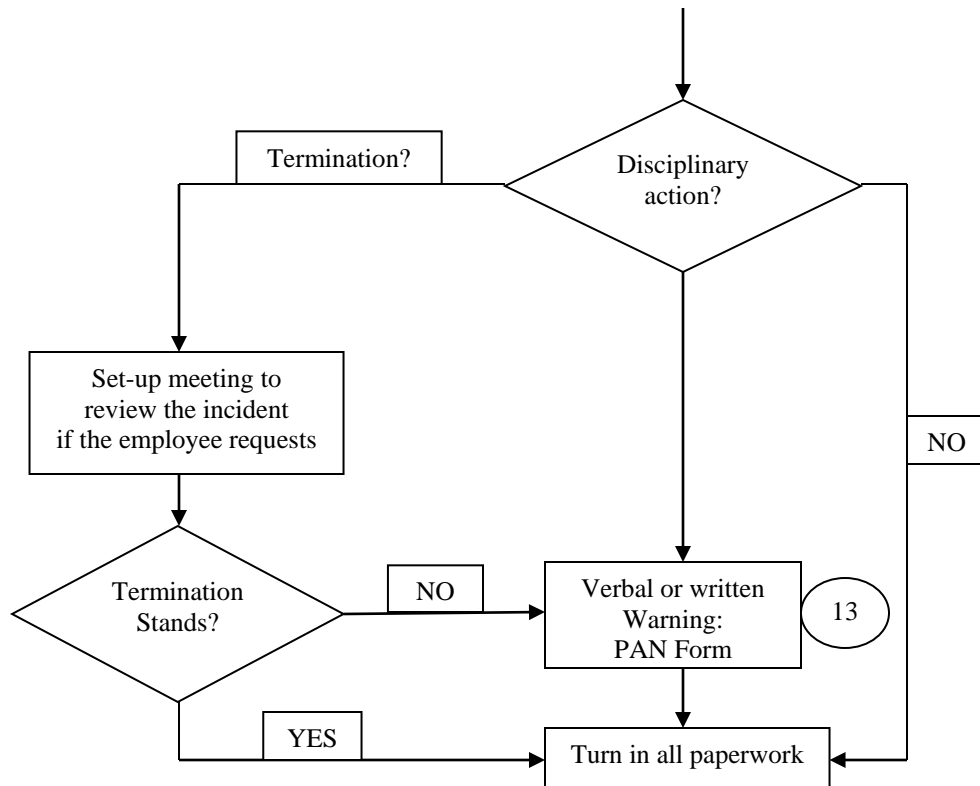 Termination?
Disciplinary
action?
Set-up meeting to
review the incident
if the employee requests
NO
Termination
Stands?
NO
Verbal or written
Warning:
PAN Form
13
YES
Turn in all paperwork